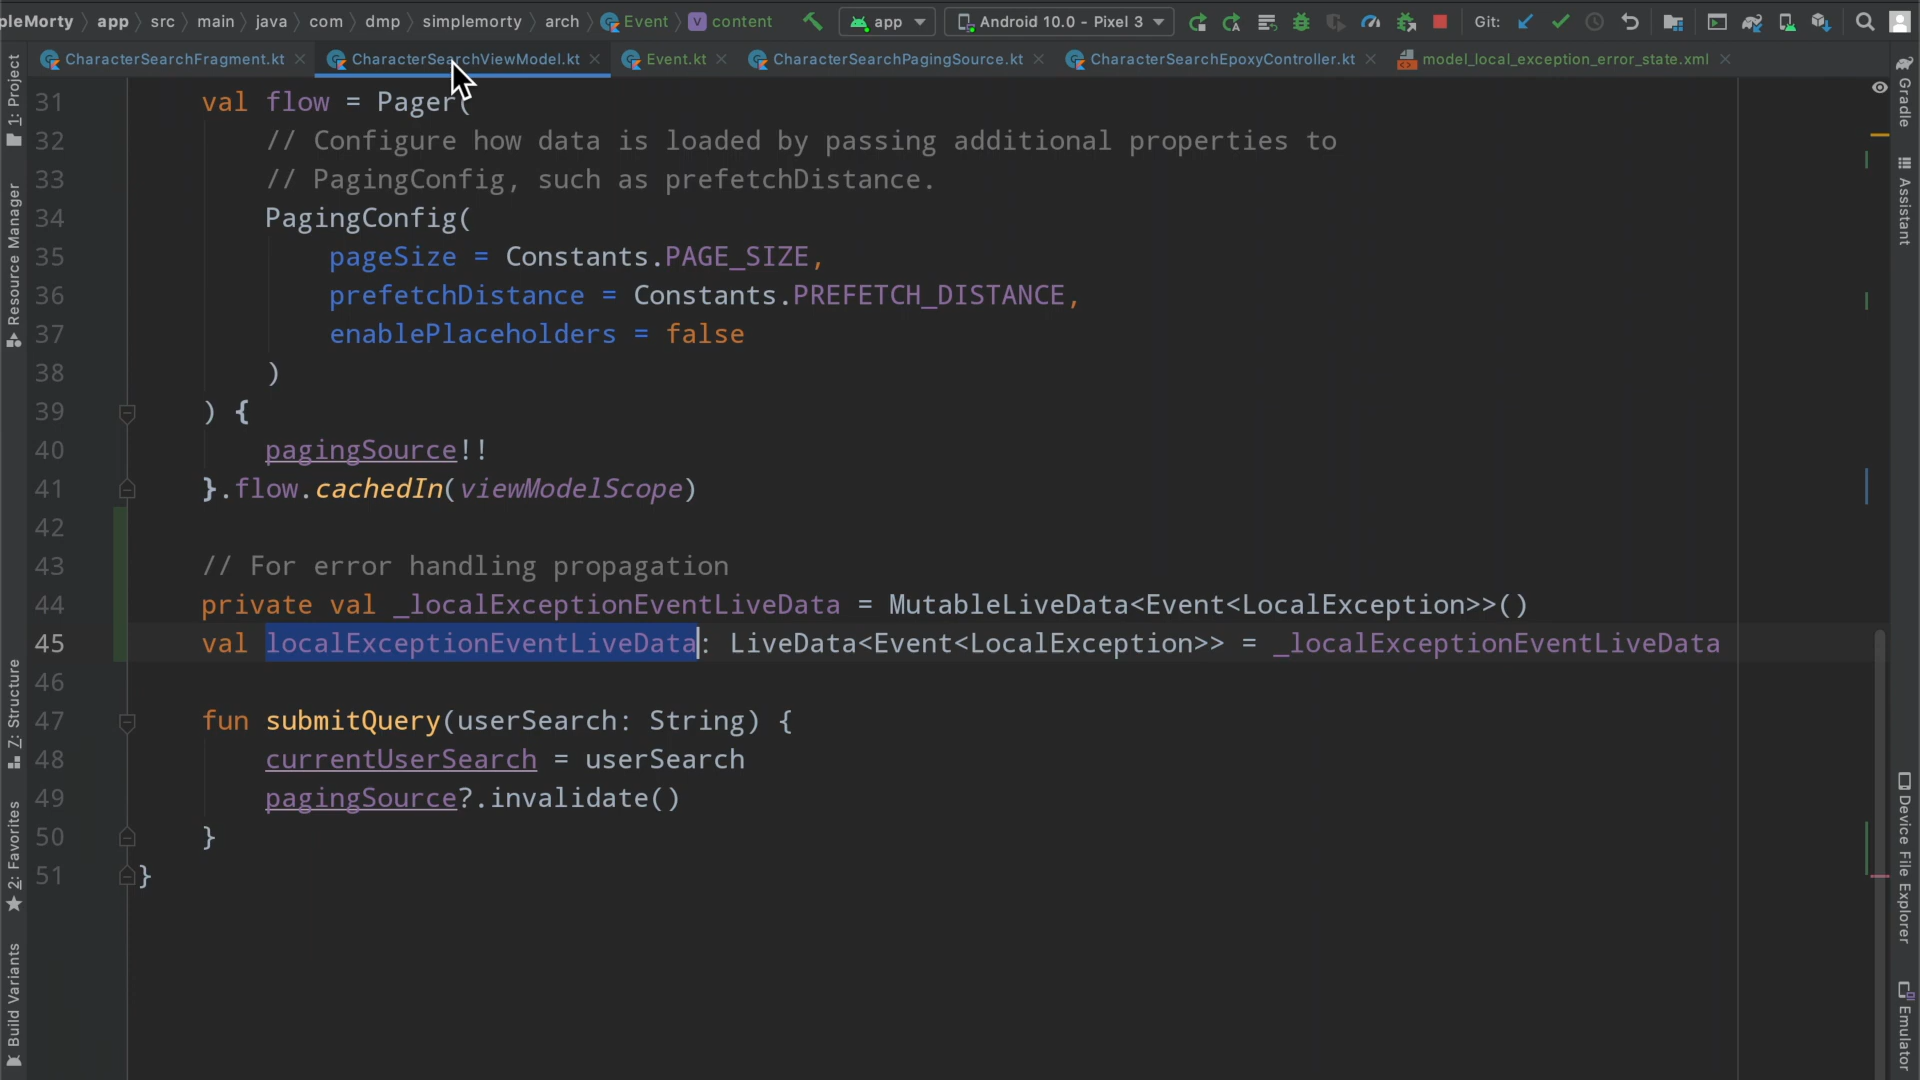 pleMorty app src main java com dmp simplemorty arch Event content app Android 10.0 - Pixel 3 Git:
CharacterSearchFragment.kt CharacterSearchViewModel.kt Event.kt CharacterSearchPagingSource.kt CharacterSearchEpoxyController.kt model_local_exception_error_state.xml
1: Project
Resource Manager
Z: Structure
2: Favorites
Build Variants
31 val flow = Pager(
32 // Configure how data is loaded by passing additional properties to
33 // PagingConfig, such as prefetchDistance.
34 PagingConfig(
35 pageSize = Constants.PAGE_SIZE,
36 prefetchDistance = Constants.PREFETCH_DISTANCE,
37 enablePlaceholders = false
38 )
39 ) {
40 pagingSource!!
41 }.flow.cachedIn(viewModelScope)
42
43 // For error handling propagation
44 private val _localExceptionEventLiveData = MutableLiveData<Event<LocalException>>()
45 val localExceptionEventLiveData: LiveData<Event<LocalException>> = _localExceptionEventLiveData
46
47 fun submitQuery(userSearch: String) {
48 currentUserSearch = userSearch
49 pagingSource?.invalidate()
50 }
51 }
Gradle
Assistant
Device File Explorer
Emulator